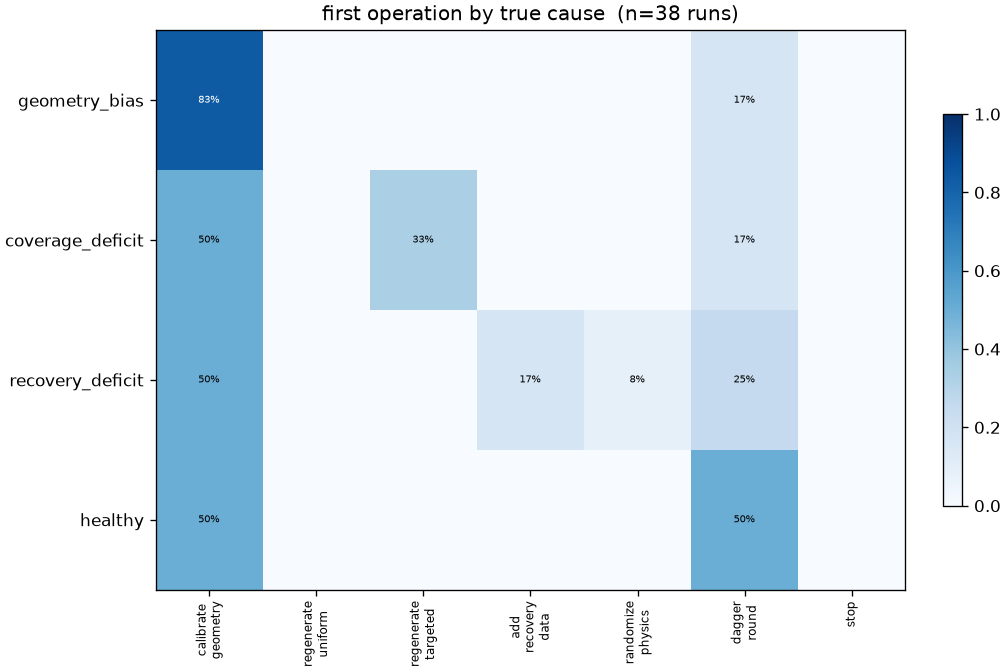 first operation by true cause  (n=38 runs)
geometry_bias
83%
17%
coverage_deficit
50%
33%
17%
recovery_deficit
50%
17%
8%
25%
healthy
50%
50%
calibrate
geometry
regenerate
uniform
regenerate
targeted
add
recovery
data
randomize
physics
dagger
round
stop
1.0
0.8
0.6
0.4
0.2
0.0